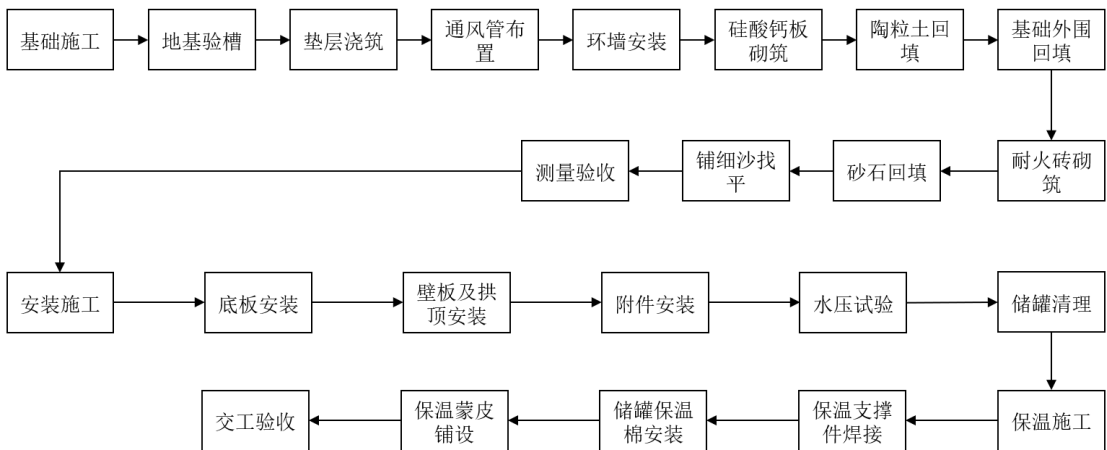 基础施工
地基验槽
垫层浇筑
通风管布
置
环墙安装
硅酸钙板
砌筑
陶粒土回
填
基础外围
回填
耐火砖砌
筑
砂石回填
铺细沙找
平
测量验收
安装施工
底板安装
壁板及拱
顶安装
附件安装
水压试验
储罐清理
保温施工
保温支撑
件焊接
储罐保温
棉安装
保温蒙皮
铺设
交工验收